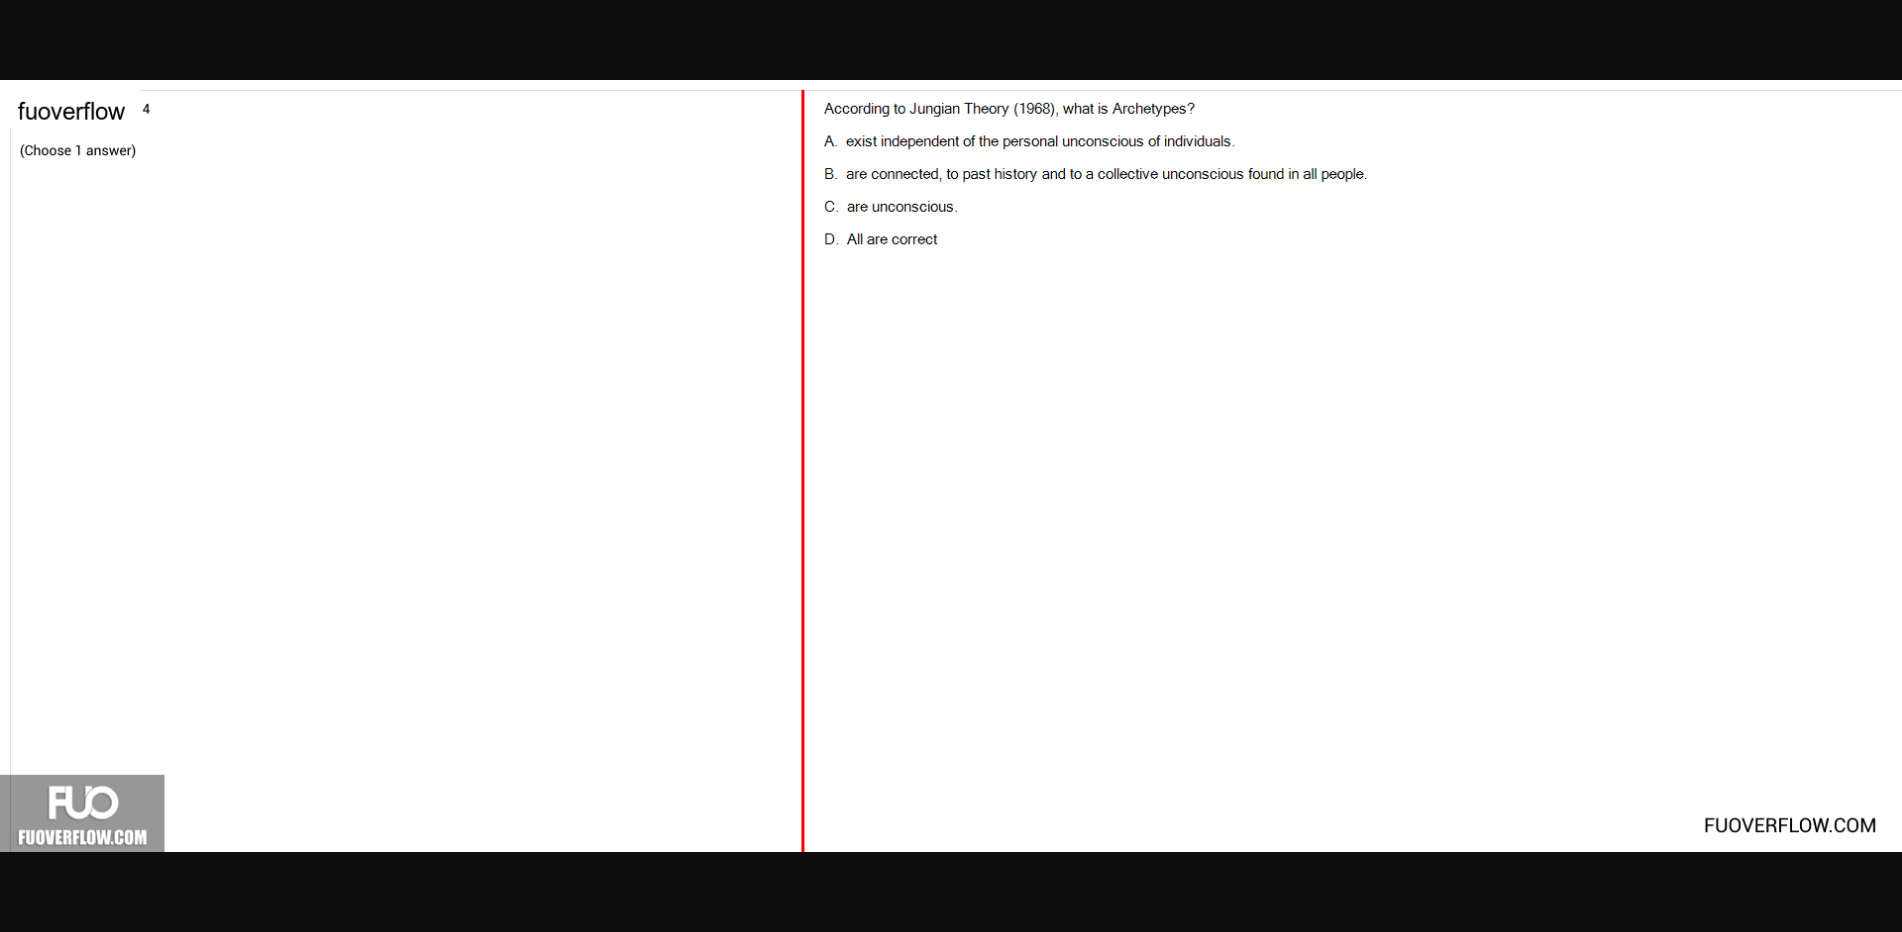 fuoverflow 4
(Choose 1 answer)
According to Jungian Theory (1968), what is Archetypes?
A. exist independent of the personal unconscious of individuals.
B. are connected, to past history and to a collective unconscious found in all people.
C. are unconscious.
D. All are correct
FUO
FUOVERFLOW.COM
FUOVERFLOW.COM